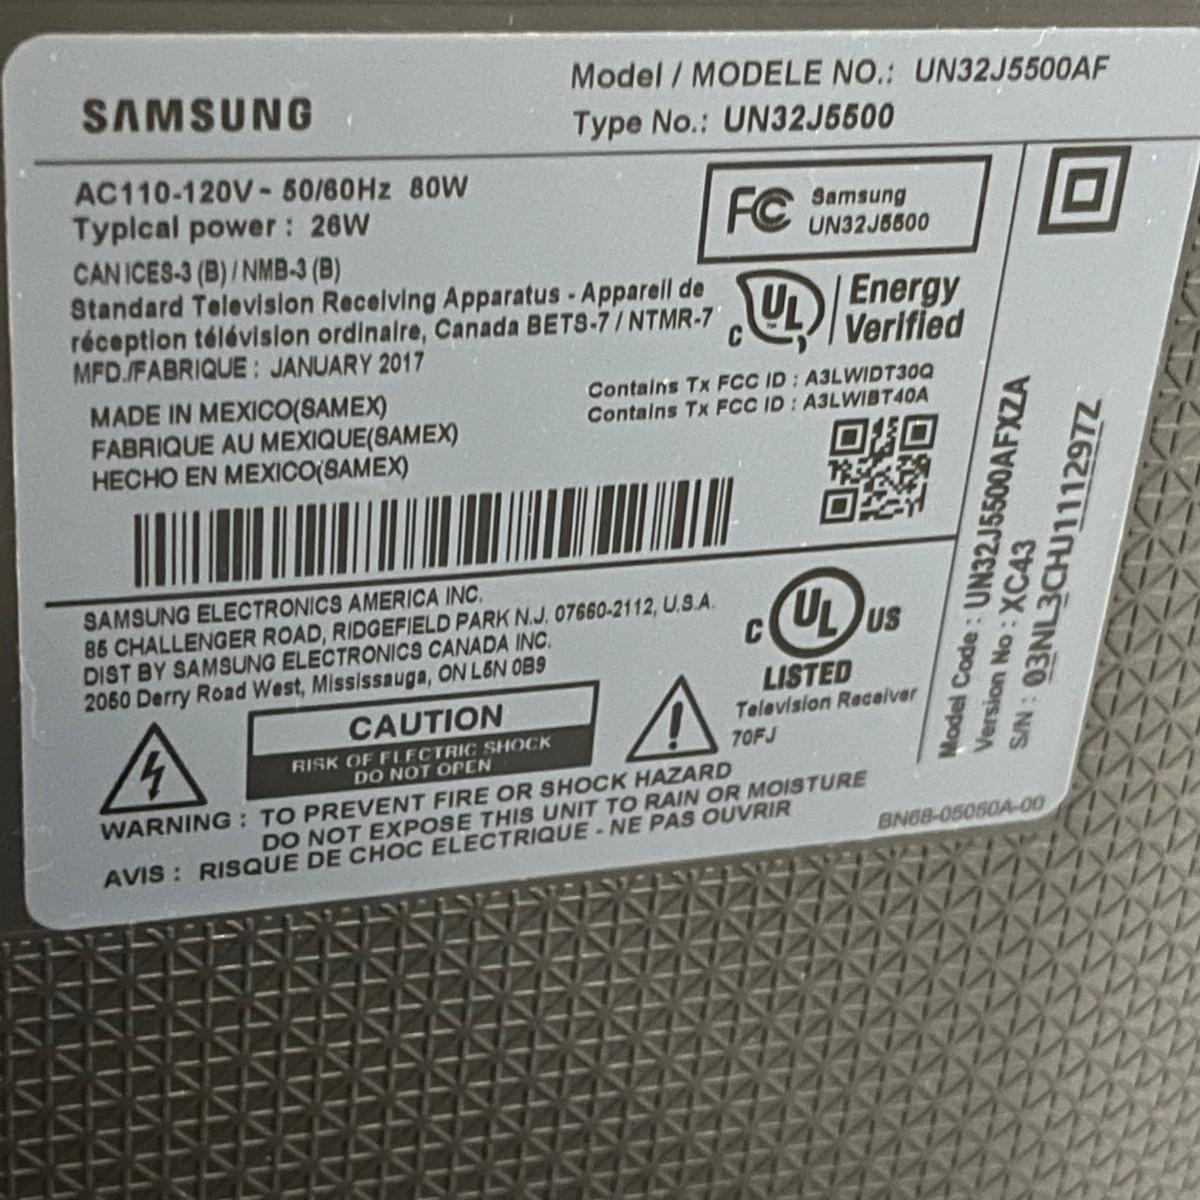 SAMSUNG
Model / MODELE NO.: UN32J5500AF
Type No.: UN32J5500
AC110-120V~ 50/60Hz 80W
Typical power : 26W
CAN ICES-3 (B) / NMB-3 (B)
Standard Television Receiving Apparatus - Appareil de
réception télévision ordinaire, Canada BETS-7 / NTMR-7
MFD./FABRIQUE : JANUARY 2017
MADE IN MEXICO(SAMEX)
FABRIQUE AU MEXIQUE(SAMEX)
HECHO EN MEXICO(SAMEX)
FC Samsung
UN32J5500
C UL Energy
Verified
Contains Tx FCC ID : A3LWIDT30Q
Contains Tx FCC ID : A3LWIBT40A
SAMSUNG ELECTRONICS AMERICA INC.
85 CHALLENGER ROAD, RIDGEFIELD PARK N.J. 07660-2112, U.S.A.
DIST BY SAMSUNG ELECTRONICS CANADA INC.
2050 Derry Road West, Mississauga, ON L5N 0B9
C UL US
LISTED
Television Receiver
70FJ
CAUTION
RISK OF ELECTRIC SHOCK
DO NOT OPEN
WARNING : TO PREVENT FIRE OR SHOCK HAZARD
DO NOT EXPOSE THIS UNIT TO RAIN OR MOISTURE
AVIS : RISQUE DE CHOC ELECTRIQUE - NE PAS OUVRIR
BN68-05060A-00
Model Code : UN32J5500AFXZA
Version No : XC43
S/N : 03NL3CHJ111297Z